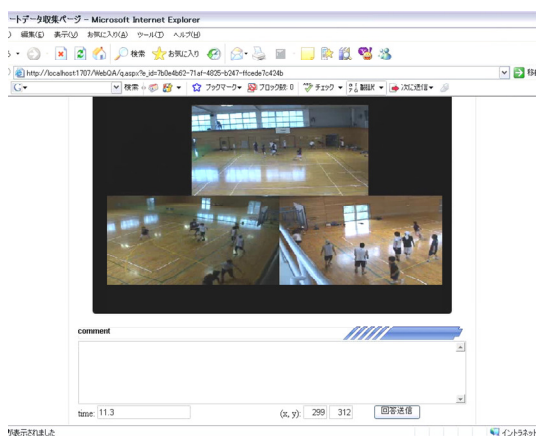 ートデータ収集ページ - Microsoft Internet Explorer
編集(E) 表示(V) お気に入り(A) ツール(T) ヘルプ(H)
検索 お気に入り
http://localhost:1707/WebQA/q.aspx?e_id=7b0e4b62-71af-4825-b247-ffcede7c424b 移
G 検索 ブックマーク ブロック数: 0 チェック 翻訳 次に送信
comment
time: 11.3 (x, y): 299 312 回答送信
が表示されました イントラネット